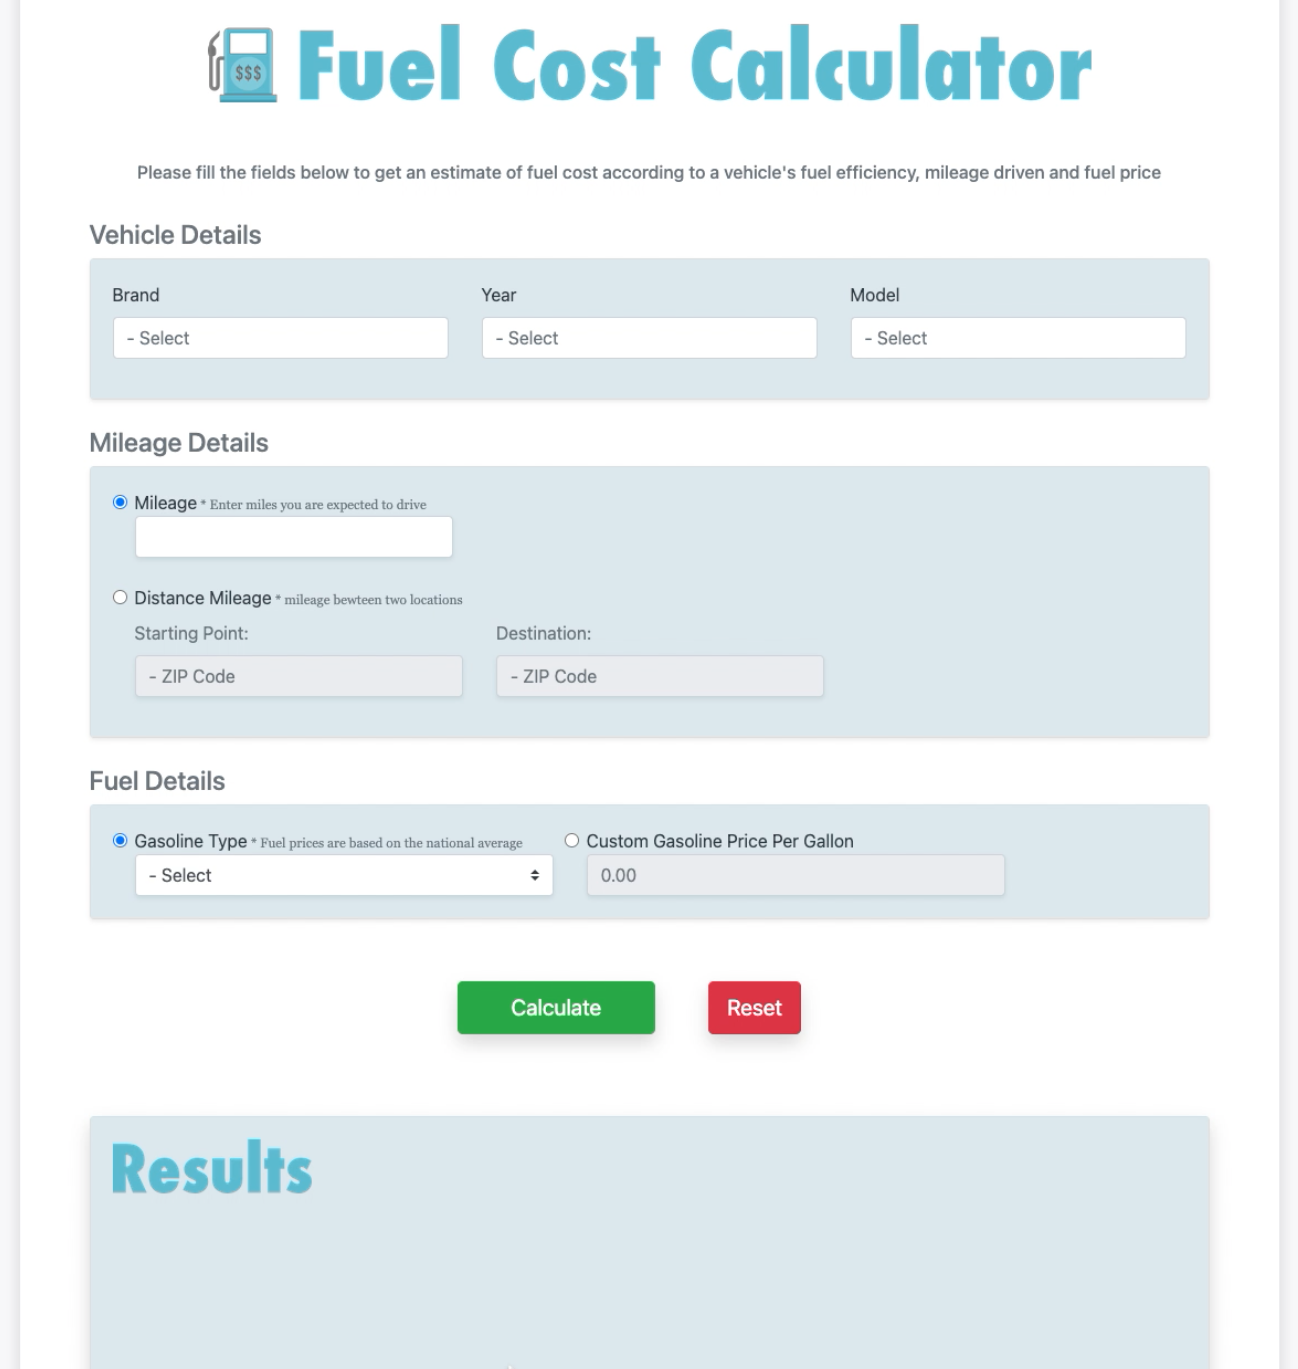 $$$ Fuel Cost Calculator
Please fill the fields below to get an estimate of fuel cost according to a vehicle's fuel efficiency, mileage driven and fuel price
Vehicle Details
Brand Year Model
- Select - Select - Select
Mileage Details
Mileage * Enter miles you are expected to drive
Distance Mileage * mileage bewteen two locations
Starting Point: Destination:
- ZIP Code - ZIP Code
Fuel Details
Gasoline Type * Fuel prices are based on the national average Custom Gasoline Price Per Gallon
- Select 0.00
Calculate Reset
Results